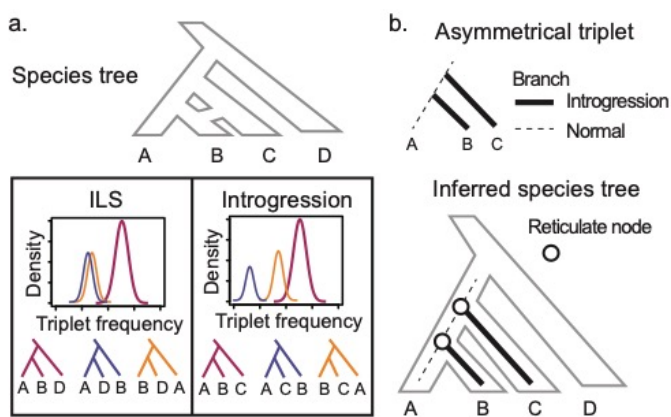 a.
Species tree
A B C D
ILS
Density
Triplet frequency
A B D A D B B D A
Introgression
Density
Triplet frequency
A B C A C B B C A
b.
Asymmetrical triplet
Branch
Introgression
Normal
A B C
Inferred species tree
Reticulate node
A B C D